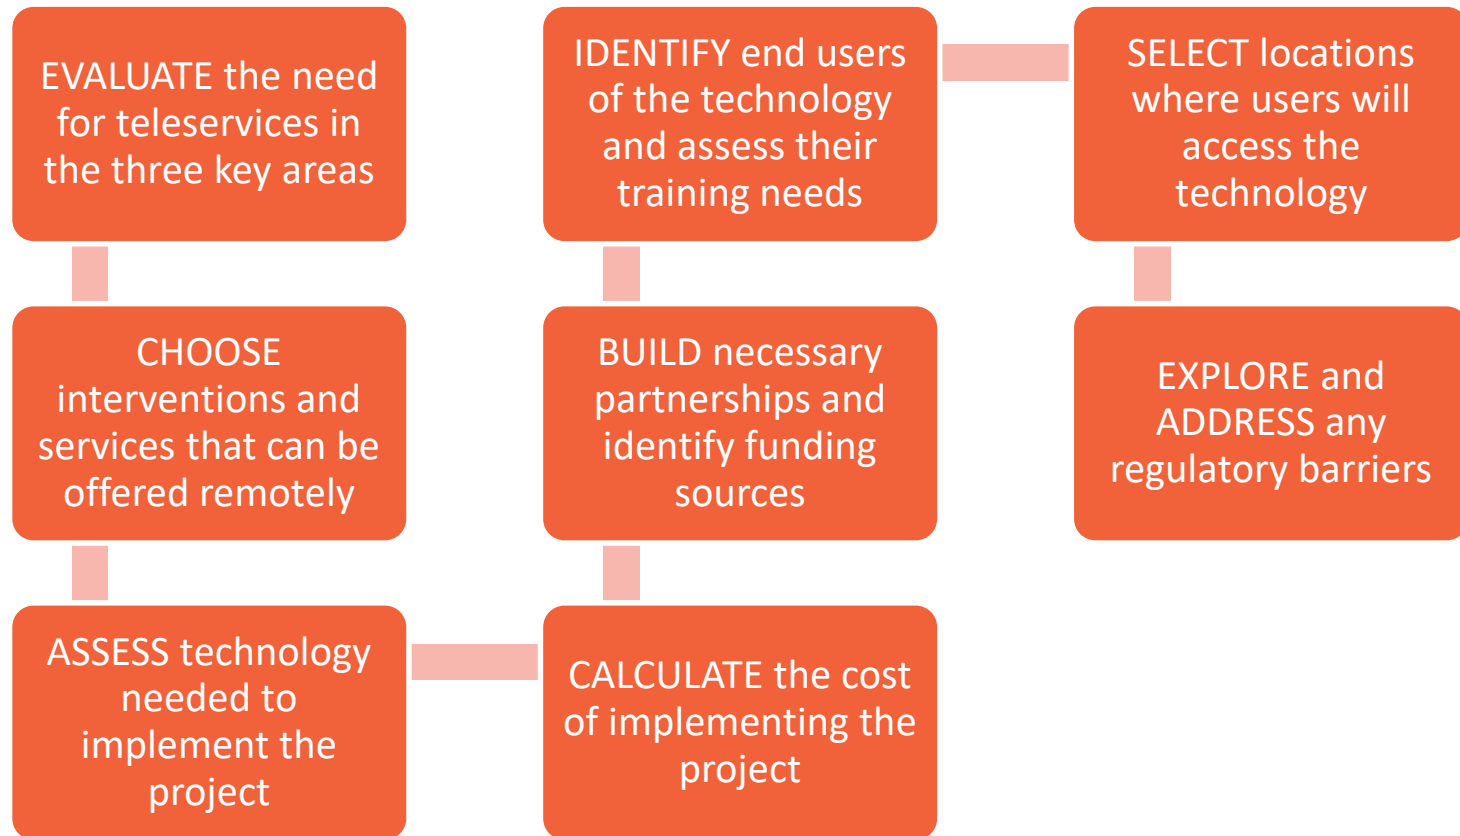 EVALUATE the need
for teleservices in
the three key areas
CHOOSE
interventions and
services that can be
offered remotely
ASSESS technology
needed to
implement the
project
CALCULATE the cost
of implementing the
project
BUILD necessary
partnerships and
identify funding
sources
IDENTIFY end users
of the technology
and assess their
training needs
SELECT locations
where users will
access the
technology
EXPLORE and
ADDRESS any
regulatory barriers